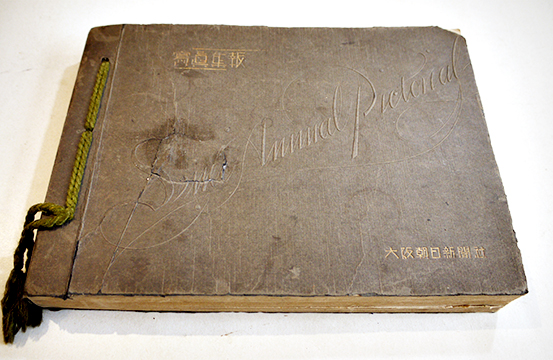 寫眞年報
Annual Pictorial
大阪朝日新聞社